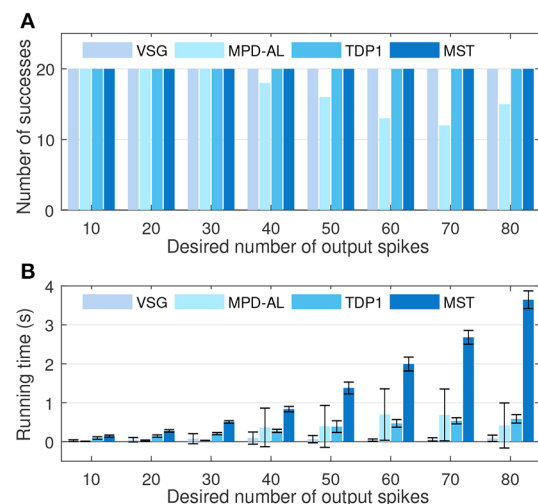 A
VSG MPD-AL TDP1 MST
Number of successes
20
10
0
10 20 30 40 50 60 70 80
Desired number of output spikes
B
VSG MPD-AL TDP1 MST
Running time (s)
4
3
2
1
0
10 20 30 40 50 60 70 80
Desired number of output spikes